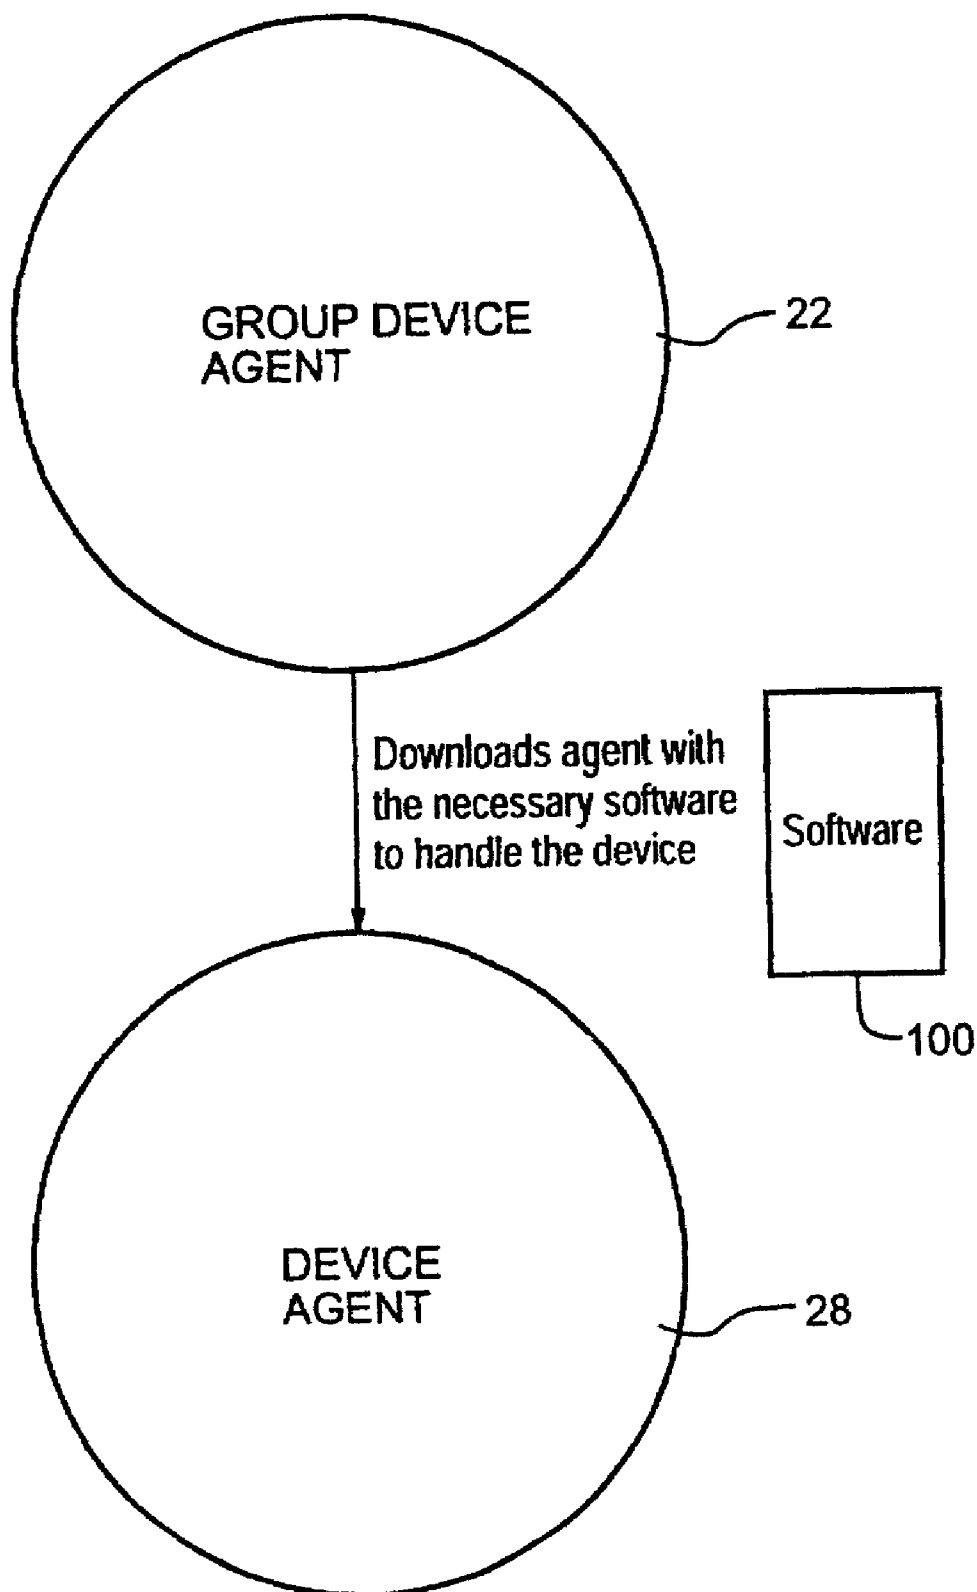 GROUP DEVICE
AGENT
22
Downloads agent with
the necessary software
to handle the device
Software
100
DEVICE
AGENT
28